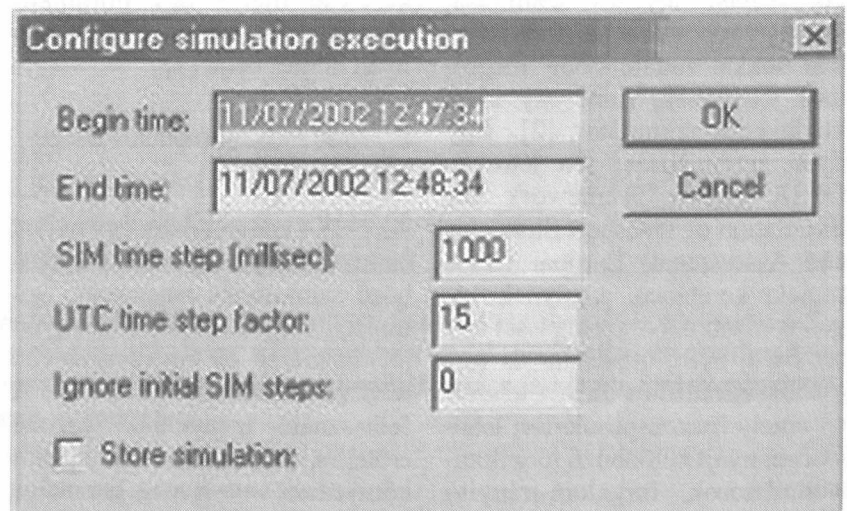 Configure simulation execution
Begin time: 11/07/2002 12:47:34 OK
End time: 11/07/2002 12:48:34 Cancel
SIM time step (millisec): 1000
UTC time step factor: 15
Ignore initial SIM steps: 0
Store simulation: